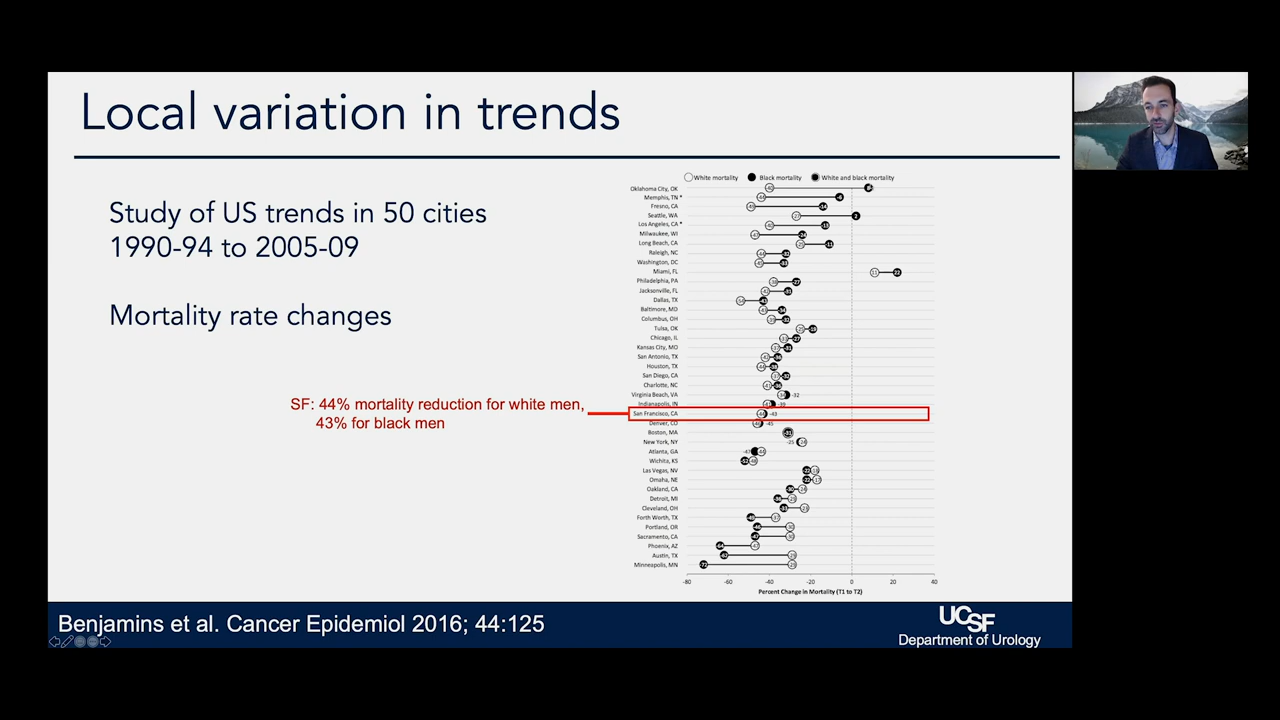 Local variation in trends
Study of US trends in 50 cities
1990-94 to 2005-09
Mortality rate changes
SF: 44% mortality reduction for white men,
43% for black men
White mortality Black mortality White and black mortality
Oklahoma City, OK
Memphis, TN *
Fresno, CA
Seattle, WA
Los Angeles, CA *
Milwaukee, WI
Long Beach, CA
Raleigh, NC
Washington, DC
Miami, FL
Philadelphia, PA
Jacksonville, FL
Dallas, TX
Baltimore, MD
Columbus, OH
Tulsa, OK
Chicago, IL
Kansas City, MO
San Antonio, TX
Houston, TX
San Diego, CA
Charlotte, NC
Virginia Beach, VA -32
Indianapolis, IN -39
San Francisco, CA -43
Denver, CO -45
Boston, MA
New York, NY -25
Atlanta, GA -47
Wichita, KS
Las Vegas, NV
Omaha, NE
Oakland, CA
Detroit, MI
Cleveland, OH
Forth Worth, TX
Portland, OR
Sacramento, CA
Phoenix, AZ
Austin, TX
Minneapolis, MN
-80 -60 -40 -20 0 20 40
Percent Change in Mortality (T1 to T2)
Benjamins et al. Cancer Epidemiol 2016; 44:125
UCSF
Department of Urology